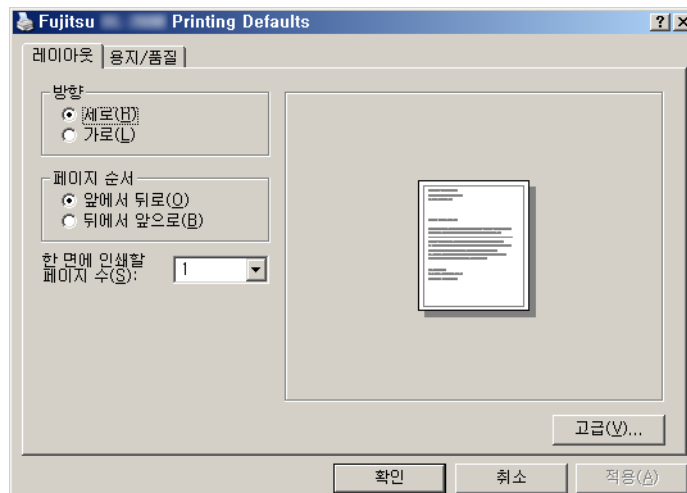 Fujitsu Printing Defaults
레이아웃
용지/품질
방향
세로(H)
가로(L)
페이지 순서
앞에서 뒤로(O)
뒤에서 앞으로(B)
한 면에 인쇄할
페이지 수(S):
1
고급(V)...
확인
취소
적용(A)